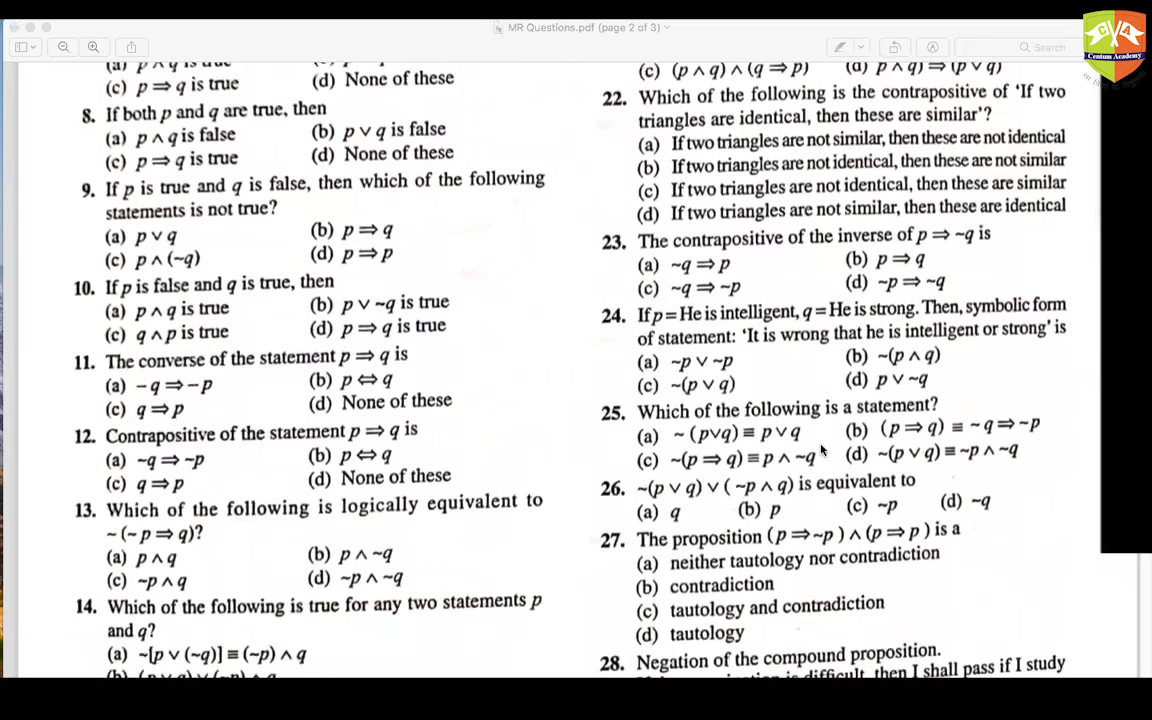 MR Questions.pdf (page 2 of 3)
Search
CVA
Centum Academy
(c) p ⇒ q is true
(d) None of these
8. If both p and q are true, then
(a) p ∧ q is false
(b) p ∨ q is false
(c) p ⇒ q is true
(d) None of these
9. If p is true and q is false, then which of the following
statements is not true?
(a) p ∨ q
(b) p ⇒ q
(c) p ∧ (~q)
(d) p ⇒ p
10. If p is false and q is true, then
(a) p ∧ q is true
(b) p ∨ ~q is true
(c) q ∧ p is true
(d) p ⇒ q is true
11. The converse of the statement p ⇒ q is
(a) −q ⇒ −p
(b) p ⇔ q
(c) q ⇒ p
(d) None of these
12. Contrapositive of the statement p ⇒ q is
(a) ~q ⇒ ~p
(b) p ⇔ q
(c) q ⇒ p
(d) None of these
13. Which of the following is logically equivalent to
~ (~ p ⇒ q)?
(a) p ∧ q
(b) p ∧ ~q
(c) ~p ∧ q
(d) ~p ∧ ~q
14. Which of the following is true for any two statements p
and q?
(a) ~[p ∨ (~q)] ≡ (~p) ∧ q
(c) (p ∧ q) ∧ (q ⇒ p)
(d) p ∧ q) ⇒ (p ∨ q)
22. Which of the following is the contrapositive of ‘If two
triangles are identical, then these are similar’?
(a) If two triangles are not similar, then these are not identical
(b) If two triangles are not identical, then these are not similar
(c) If two triangles are not identical, then these are similar
(d) If two triangles are not similar, then these are identical
23. The contrapositive of the inverse of p ⇒ ~q is
(a) ~q ⇒ p
(b) p ⇒ q
(c) ~q ⇒ ~p
(d) ~p ⇒ ~q
24. If p = He is intelligent, q = He is strong. Then, symbolic form
of statement: ‘It is wrong that he is intelligent or strong’ is
(a) ~p ∨ ~p
(b) ~(p ∧ q)
(c) ~(p ∨ q)
(d) p ∨ ~q
25. Which of the following is a statement?
(a) ~ (p∨q) ≡ p ∨ q
(b) (p ⇒ q) ≡ ~ q ⇒ ~p
(c) ~(p ⇒ q) ≡ p ∧ ~q
(d) ~(p ∨ q) ≡ ~p ∧ ~q
26. ~(p ∨ q) ∨ ( ~p ∧ q) is equivalent to
(a) q (b) p (c) ~p (d) ~q
27. The proposition (p ⇒ ~p ) ∧ (p ⇒ p ) is a
(a) neither tautology nor contradiction
(b) contradiction
(c) tautology and contradiction
(d) tautology
28. Negation of the compound proposition.
is difficult, then I shall pass if I study